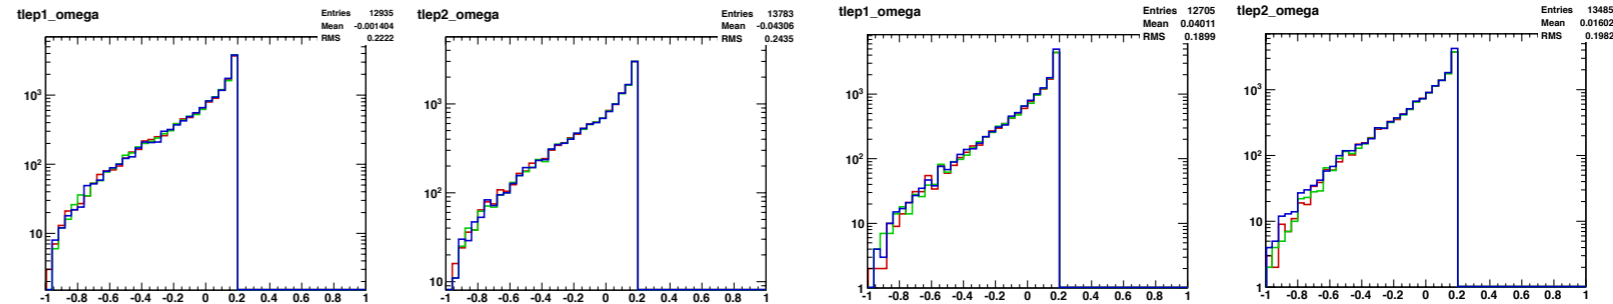 tlep1_omega
Entries 12935
Mean -0.001404
RMS 0.2222
10³
10²
10
-1 -0.8 -0.6 -0.4 -0.2 0 0.2 0.4 0.6 0.8 1
tlep2_omega
Entries 13783
Mean -0.04306
RMS 0.2435
10³
10²
10
-1 -0.8 -0.6 -0.4 -0.2 0 0.2 0.4 0.6 0.8 1
tlep1_omega
Entries 12705
Mean 0.04011
RMS 0.1899
10³
10²
10
1
-1 -0.8 -0.6 -0.4 -0.2 0 0.2 0.4 0.6 0.8 1
tlep2_omega
Entries 13485
Mean 0.01602
RMS 0.1982
10³
10²
10
1
-1 -0.8 -0.6 -0.4 -0.2 0 0.2 0.4 0.6 0.8 1